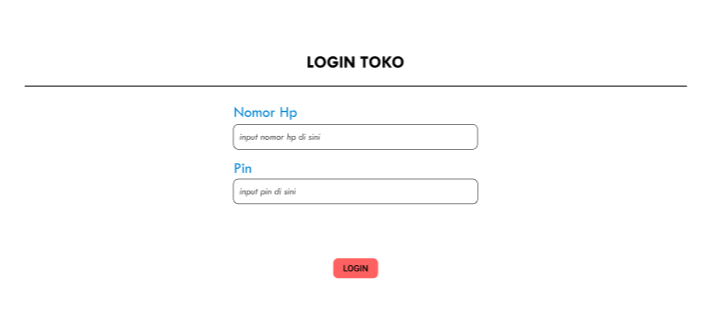 LOGIN TOKO
Nomor Hp
input nomor hp di sini
Pin
input pin di sini
LOGIN